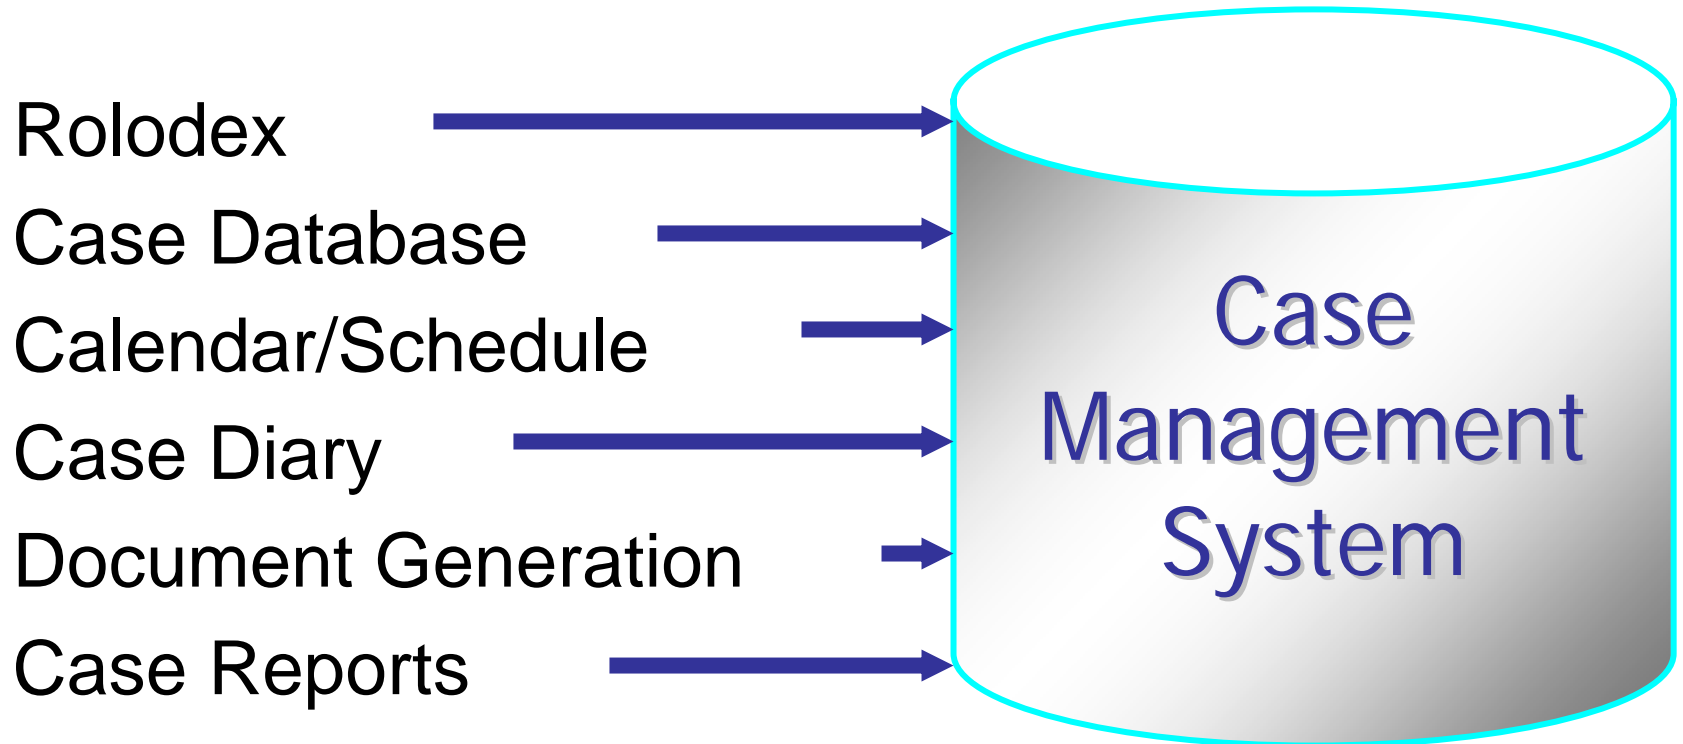 Rolodex
Case Database
Calendar/Schedule
Case Diary
Document Generation
Case Reports
Case
Management
System